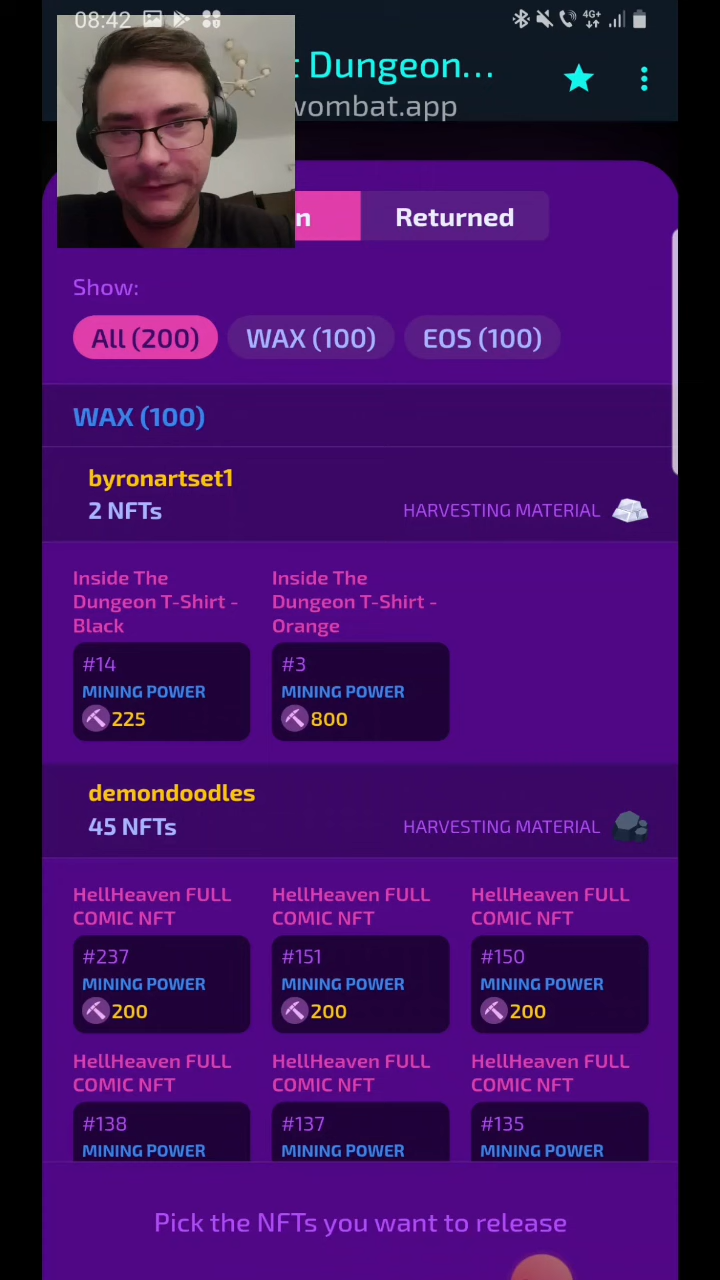 08:42
4G+
: Dungeon…
wombat.app
n
Returned
Show:
All (200)
WAX (100)
EOS (100)
WAX (100)
byronartset1
2 NFTs
HARVESTING MATERIAL
Inside The
Dungeon T-Shirt -
Black
Inside The
Dungeon T-Shirt -
Orange
#14
MINING POWER
225
#3
MINING POWER
800
demondoodles
45 NFTs
HARVESTING MATERIAL
HellHeaven FULL
COMIC NFT
HellHeaven FULL
COMIC NFT
HellHeaven FULL
COMIC NFT
#237
MINING POWER
200
#151
MINING POWER
200
#150
MINING POWER
200
HellHeaven FULL
COMIC NFT
HellHeaven FULL
COMIC NFT
HellHeaven FULL
COMIC NFT
#138
MINING POWER
#137
MINING POWER
#135
MINING POWER
Pick the NFTs you want to release